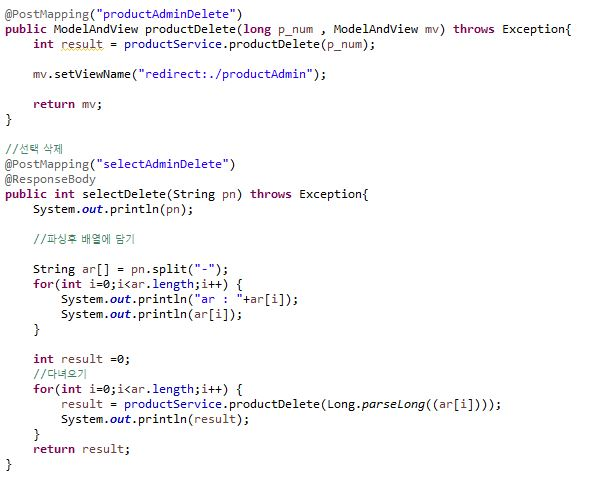 @PostMapping("productAdminDelete")
public ModelAndView productDelete(long p_num , ModelAndView mv) throws Exception{
    int result = productService.productDelete(p_num);
    mv.setViewName("redirect:./productAdmin");
    return mv;
}
//선택 삭제
@PostMapping("selectAdminDelete")
@ResponseBody
public int selectDelete(String pn) throws Exception{
    System.out.println(pn);
    //파싱후 배열에 담기
    String ar[] = pn.split("-");
    for(int i=0;i<ar.length;i++) {
        System.out.println("ar : "+ar[i]);
        System.out.println(ar[i]);
    }
    int result =0;
    //다녀오기
    for(int i=0;i<ar.length;i++) {
        result = productService.productDelete(Long.parseLong((ar[i])));
        System.out.println(result);
    }
    return result;
}